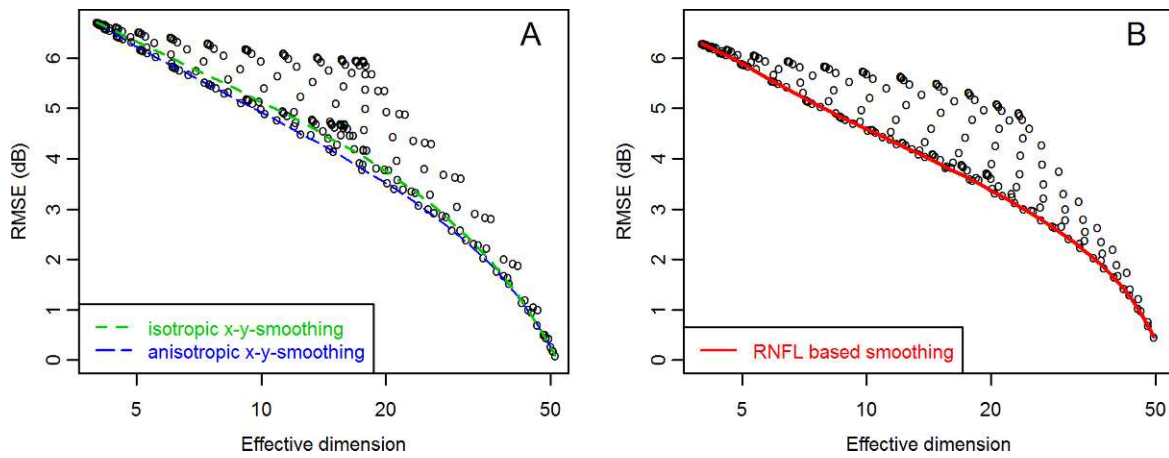 A
RMSE (dB)
6
5
4
3
2
1
0
isotropic x-y-smoothing
anisotropic x-y-smoothing
5 10 20 50
Effective dimension
B
RMSE (dB)
6
5
4
3
2
1
0
RNFL based smoothing
5 10 20 50
Effective dimension